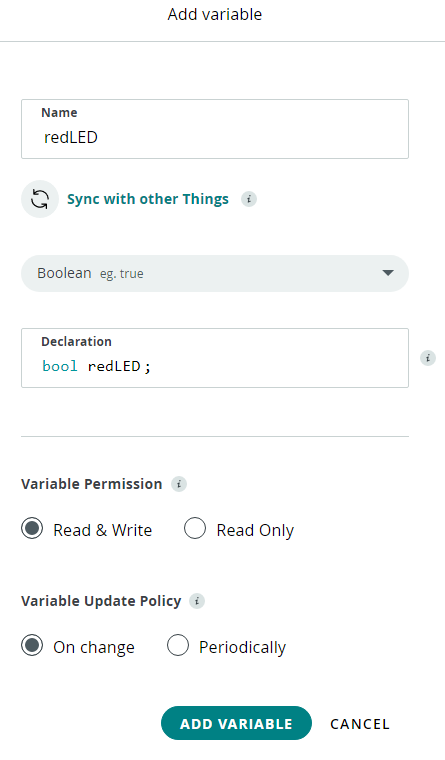 Add variable
Name
redLED
Sync with other Things i
Boolean eg. true
Declaration
bool redLED;
i
Variable Permission i
Read & Write Read Only
Variable Update Policy i
On change Periodically
ADD VARIABLE CANCEL